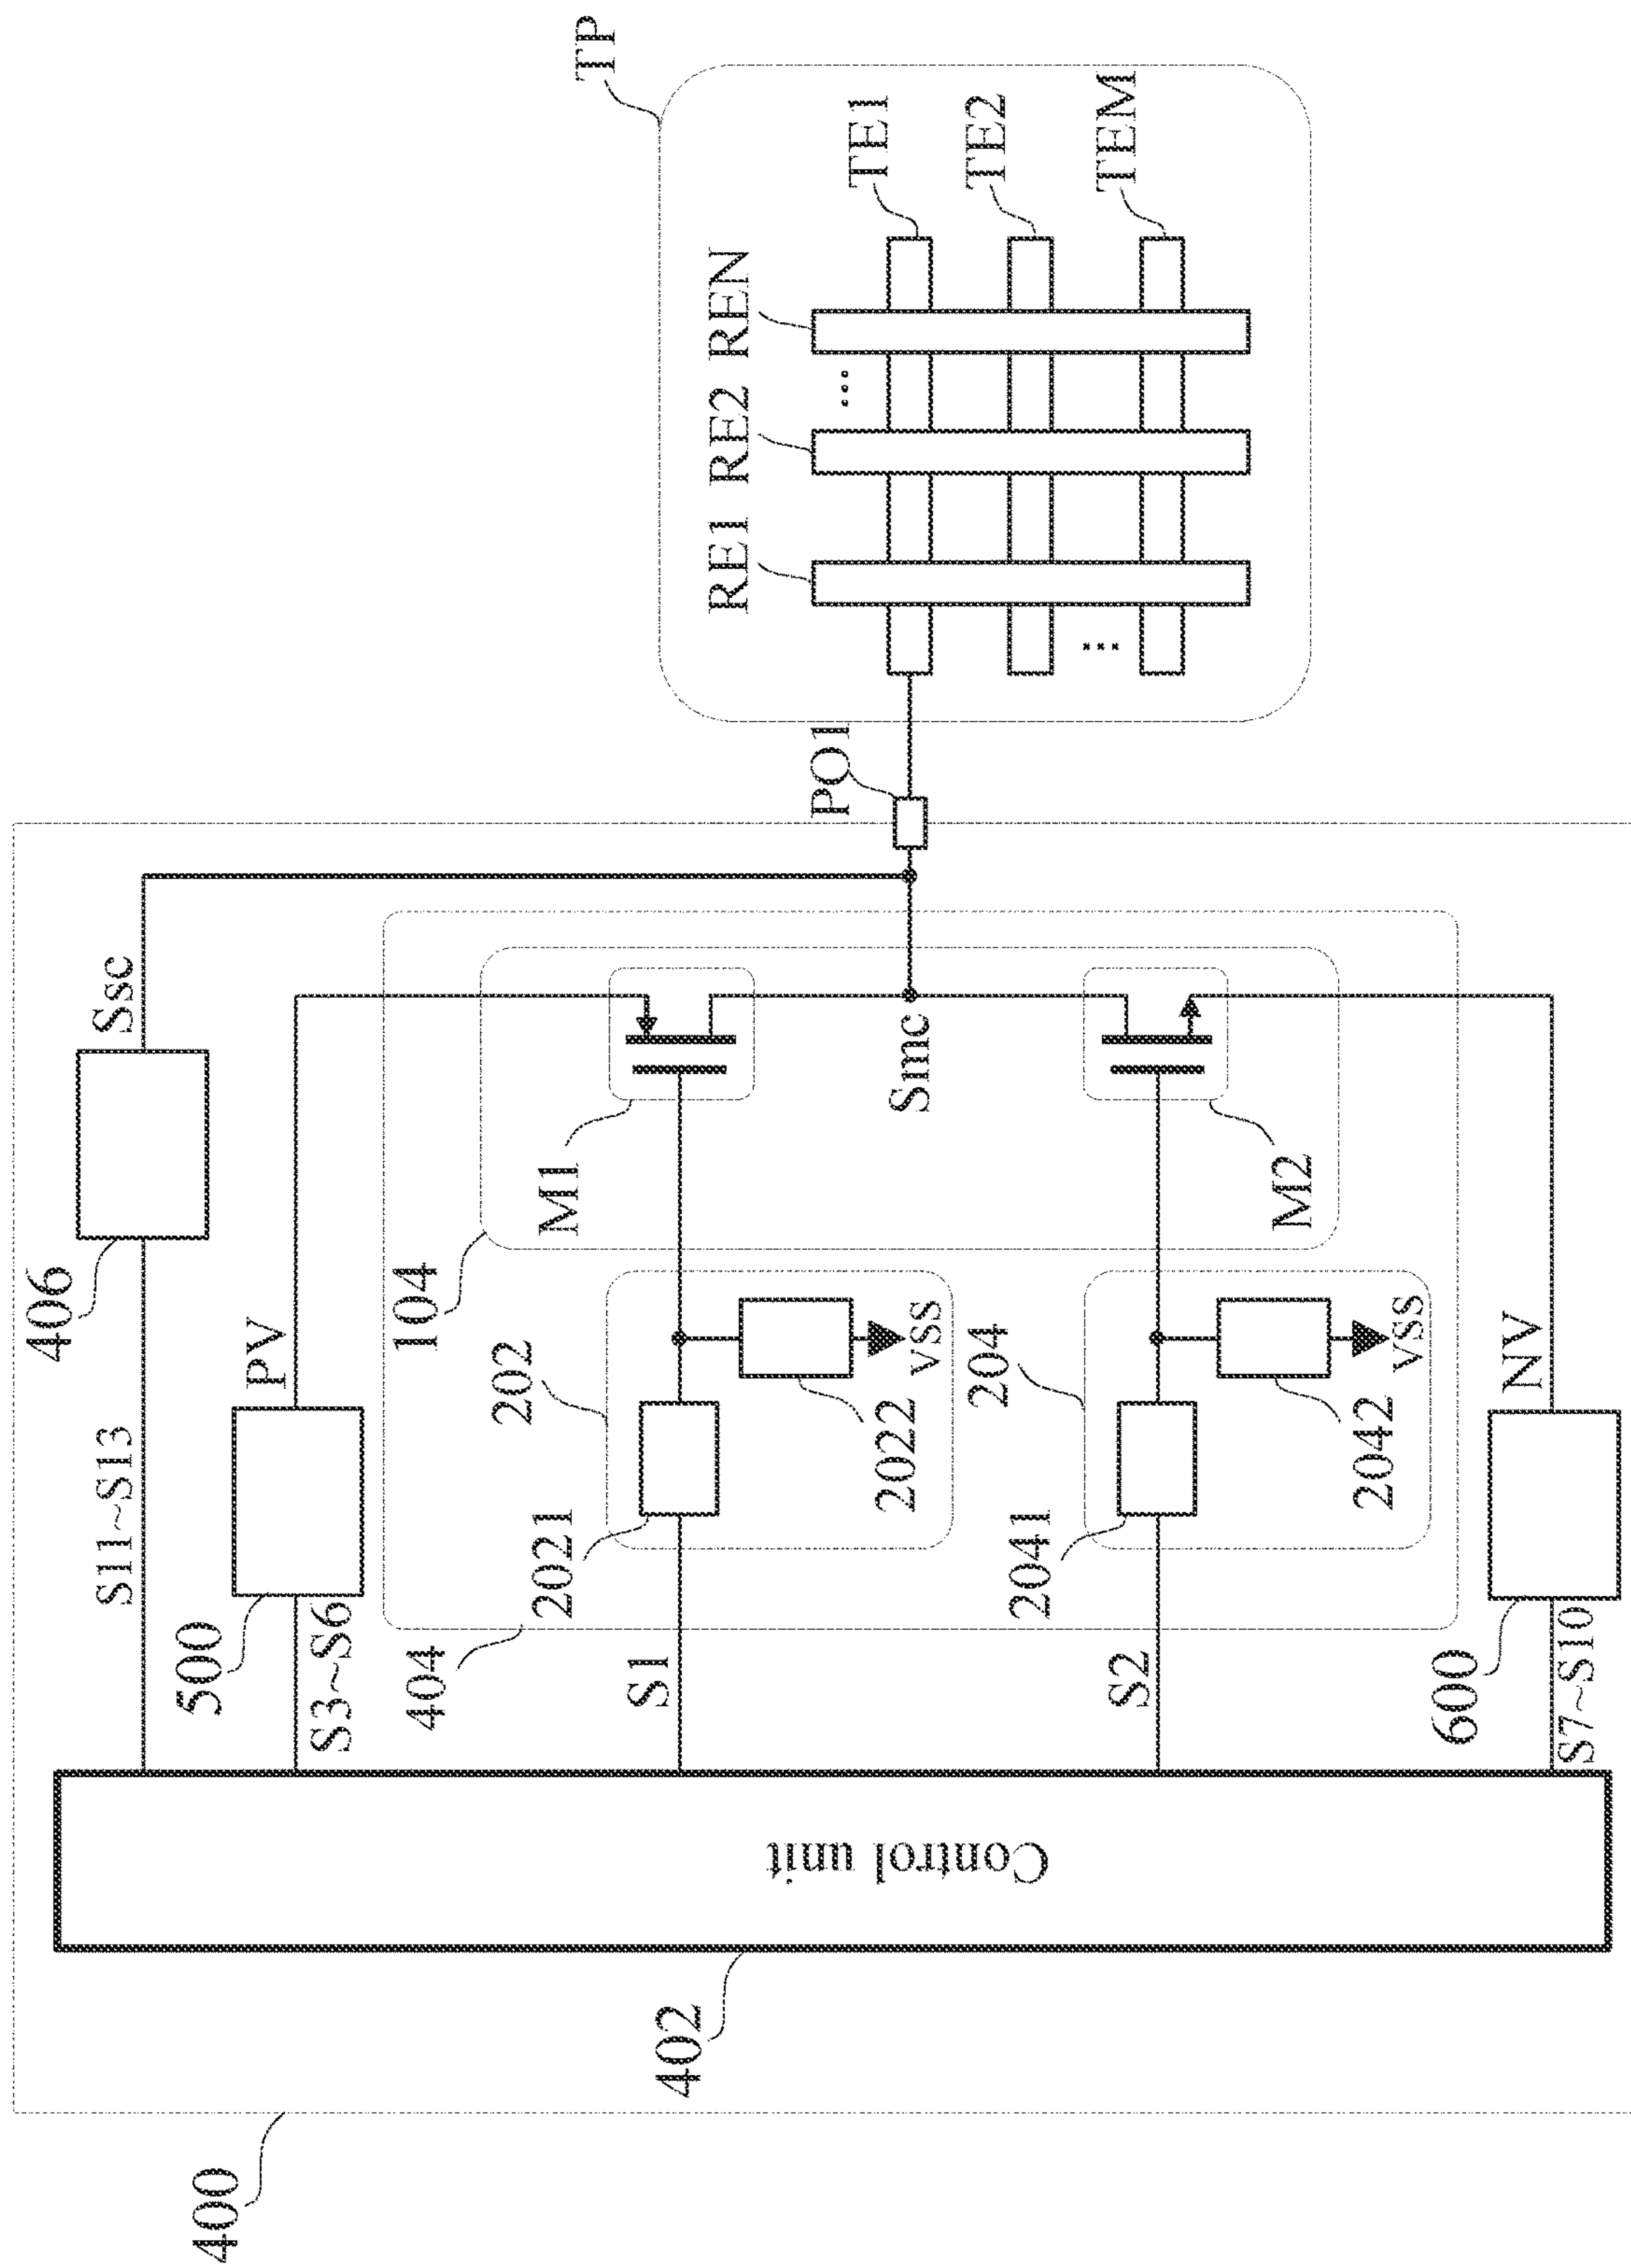 400
402
Control unit
406
S11~S13
Ssc
500
S3~S6
PV
404
104
202
2021
S1
2022
vss
M1
Smc
204
2041
S2
2042
vss
M2
600
S7~S10
NV
PO1
TP
RE1
RE2
REN
...
TE1
TE2
...
TEM